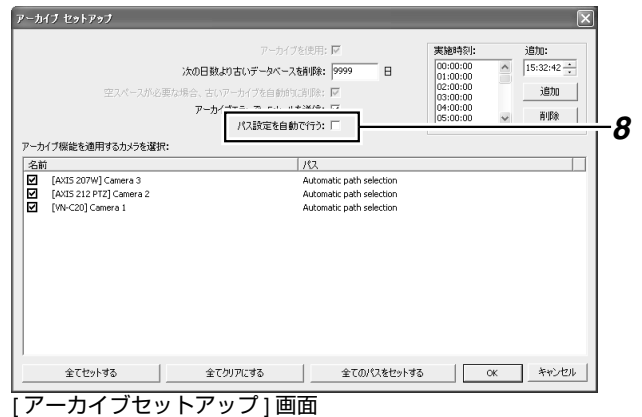 アーカイブ セットアップ
アーカイブを使用:
次の日数より古いデータベースを削除: 9999 日
空スペースが必要な場合、古いアーカイブを自動的に削除:
パス設定を自動で行う:
8
実施時刻:
00:00:00
01:00:00
02:00:00
03:00:00
04:00:00
05:00:00
追加:
15:32:42
追加
削除
アーカイブ機能を適用するカメラを選択:
名前 パス
[AXIS 207W] Camera 3 Automatic path selection
[AXIS 212 PTZ] Camera 2 Automatic path selection
[VN-C20] Camera 1 Automatic path selection
全てセットする 全てクリアにする 全てのパスをセットする OK キャンセル
[ アーカイブセットアップ ] 画面